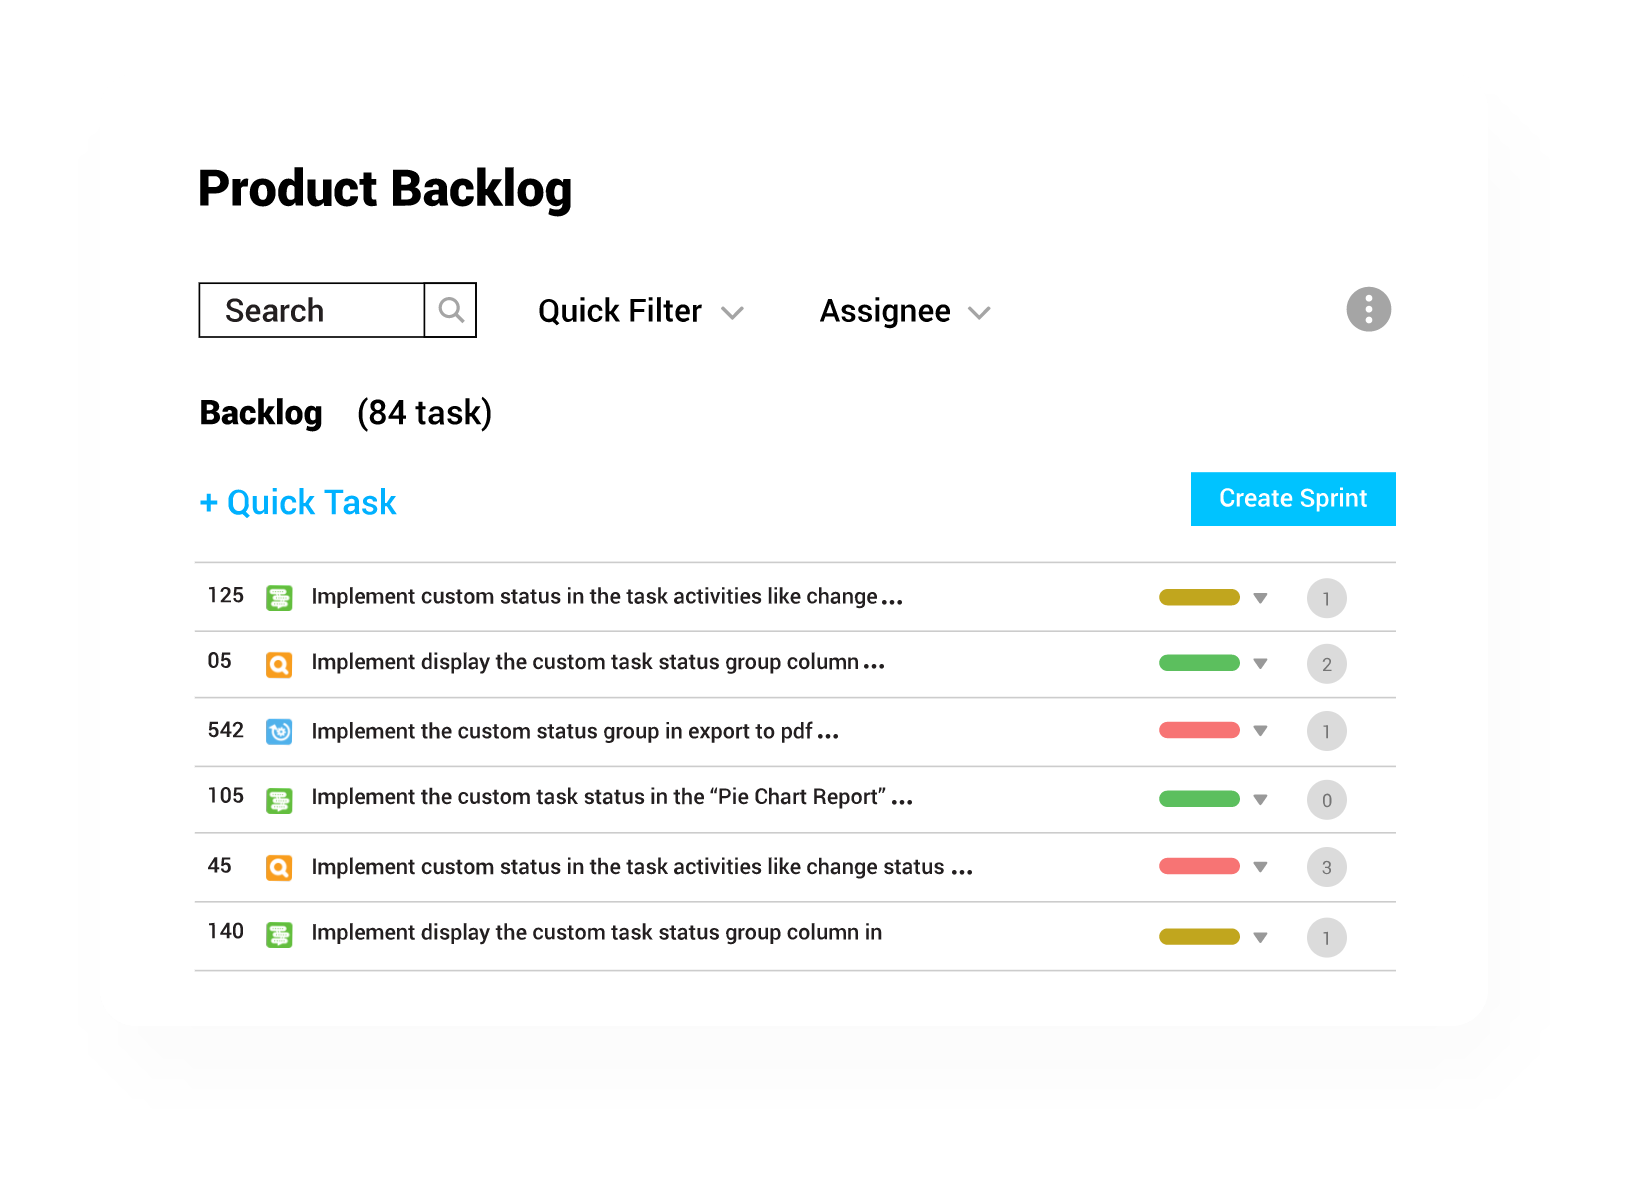 Product Backlog
Search
Quick Filter
Assignee
Backlog (84 task)
+ Quick Task
Create Sprint
125 Implement custom status in the task activities like change... 1
05 Implement display the custom task status group column... 2
542 Implement the custom status group in export to pdf... 1
105 Implement the custom task status in the “Pie Chart Report” ... 0
45 Implement custom status in the task activities like change status ... 3
140 Implement display the custom task status group column in 1